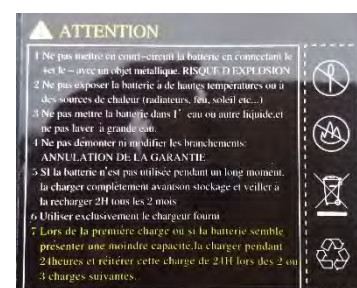 ATTENTION
1 Ne pas mettre en court-circuit la batterie en connectant le
+et le - avec un objet métallique. RISQUE D EXPLOSION
2 Ne pas exposer la batterie à de hautes temperatures ou à
des sources de chaleur (radiateurs, feu, soleil etc...)
3 Ne pas mettre la batterie dans l' eau ou autre liquide,et
ne pas laver à grande eau.
4 Ne pas démonter ni modifier les branchements:
ANNULATION DE LA GARANTIE
5 SI la batterie n'est pas utilisée pendant un long moment,
la charger complètement avantson stockage et veiller à
la recharger 2H tous les 2 mois
6 Utiliser exclusivement le chargeur fourni
7 Lors de la première charge ou si la batterie semble
présenter une moindre capacité,la charger pendant
24heures et réitérer cette charge de 24H lors des 2 ou
3 charges suivantes.